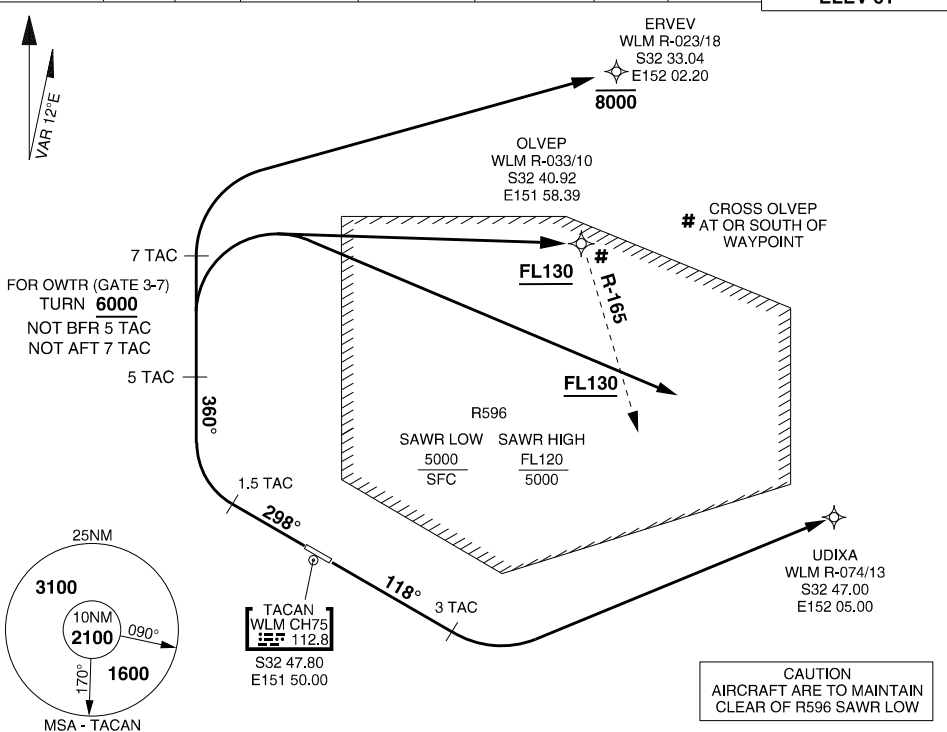 ELEV 31
ERVEV
WLM R-023/18
S32 33.04
E152 02.20
8000
VAR 12°E
OLVEP
WLM R-033/10
S32 40.92
E151 58.39
# CROSS OLVEP
AT OR SOUTH OF
WAYPOINT
7 TAC
FOR OWTR (GATE 3-7)
TURN 6000
NOT BFR 5 TAC
NOT AFT 7 TAC
FL130
#
R-165
5 TAC
FL130
360°
R596
SAWR LOW
5000
SFC
SAWR HIGH
FL120
5000
1.5 TAC
298°
118°
3 TAC
UDIXA
WLM R-074/13
S32 47.00
E152 05.00
TACAN
WLM CH75
112.8
S32 47.80
E151 50.00
25NM
3100
10NM
2100
090°
170°
1600
MSA - TACAN
CAUTION
AIRCRAFT ARE TO MAINTAIN
CLEAR OF R596 SAWR LOW